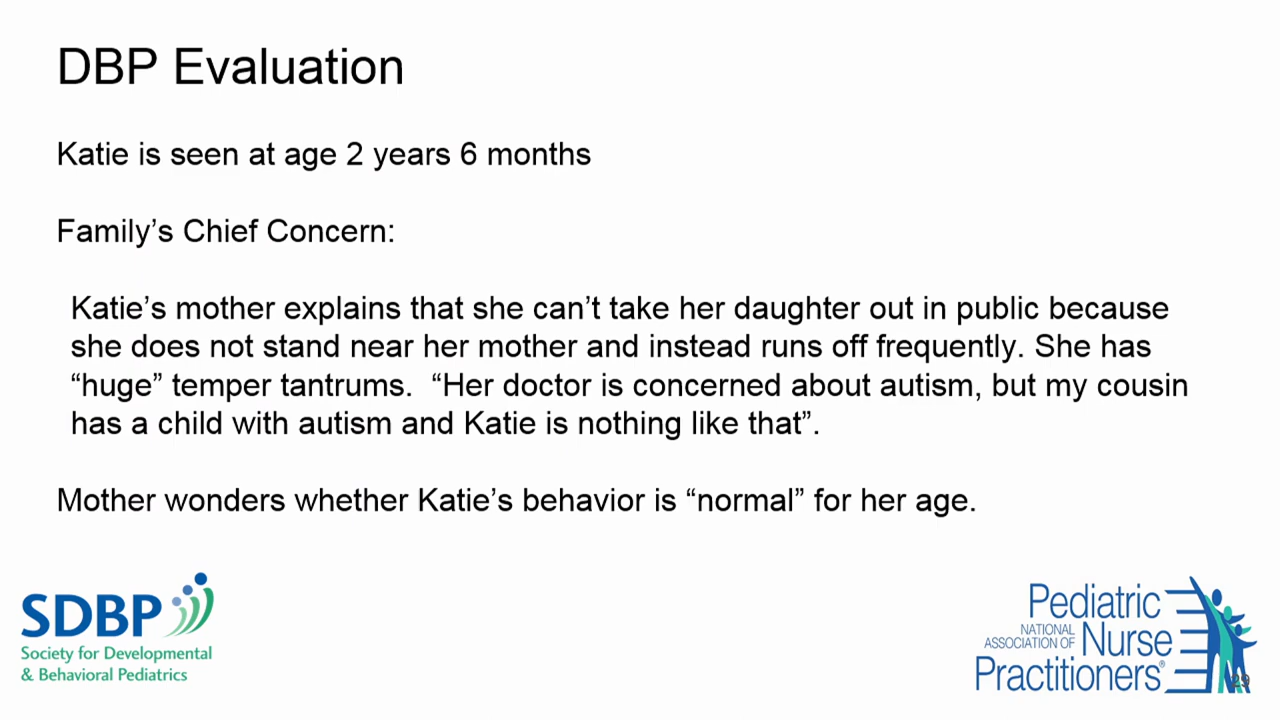 DBP Evaluation
Katie is seen at age 2 years 6 months
Family’s Chief Concern:
Katie’s mother explains that she can’t take her daughter out in public because
she does not stand near her mother and instead runs off frequently. She has
“huge” temper tantrums.  “Her doctor is concerned about autism, but my cousin
has a child with autism and Katie is nothing like that”.
Mother wonders whether Katie’s behavior is “normal” for her age.
SDBP
Society for Developmental
& Behavioral Pediatrics
Pediatric
NATIONAL
ASSOCIATION OF
Nurse
Practitioners®
29